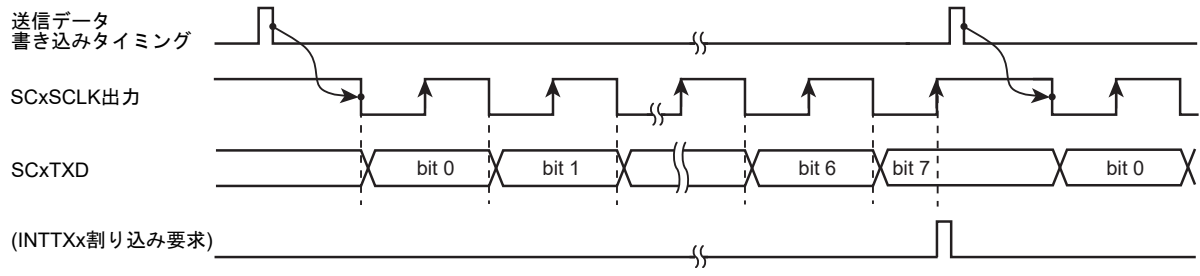 送信データ
書き込みタイミング
SCxSCLK出力
SCxTXD
bit 0
bit 1
bit 6
bit 7
bit 0
(INTTXx割り込み要求)